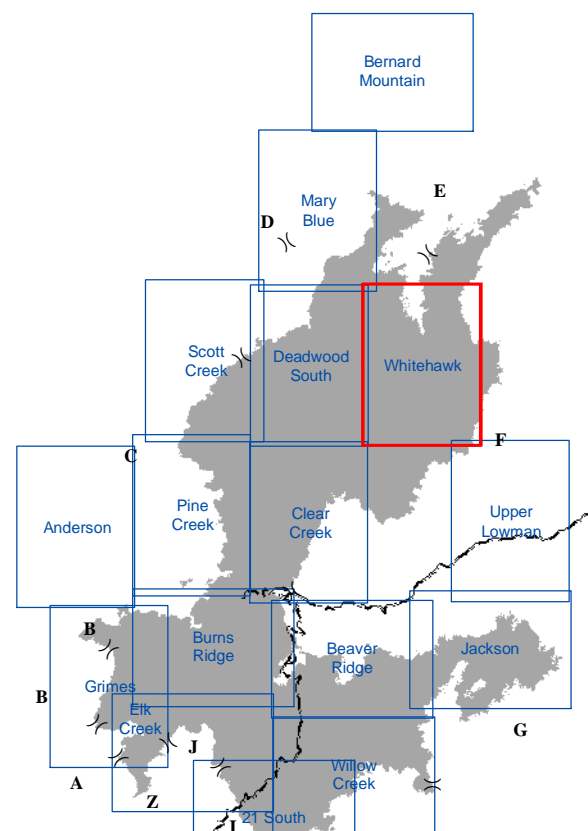 Bernard
Mountain
E
Mary
Blue
D
Scott
Creek
Deadwood
South
Whitehawk
F
C
Pine
Creek
Clear
Creek
Upper
Lowman
Anderson
B
Burns
Ridge
Beaver
Ridge
Jackson
B
Grimes
Elk
Creek
G
J
A
Z
Willow
Creek
21 South